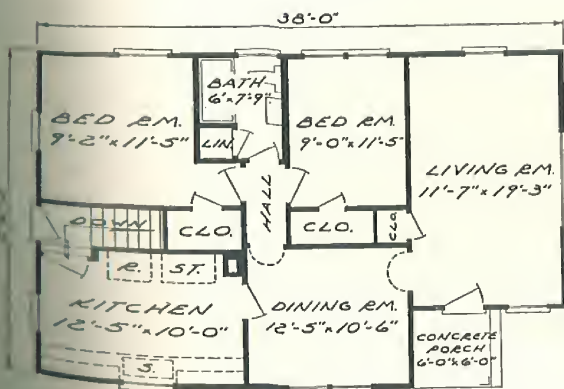 38'-0"
BATH
6'x7'-9"
BED RM.
9'-2"x11'-5"
LIN.
BED RM.
9'-0"x11'-5"
LIVING RM.
11'-7"x19'-3"
HALL
DOWN
CLO.
CLO.
CLO.
R.
ST.
KITCHEN
12'-5"x10'-0"
DINING RM.
12'-5"x10'-6"
S.
CONCRETE
PORCH
6'-0"x6'-0"